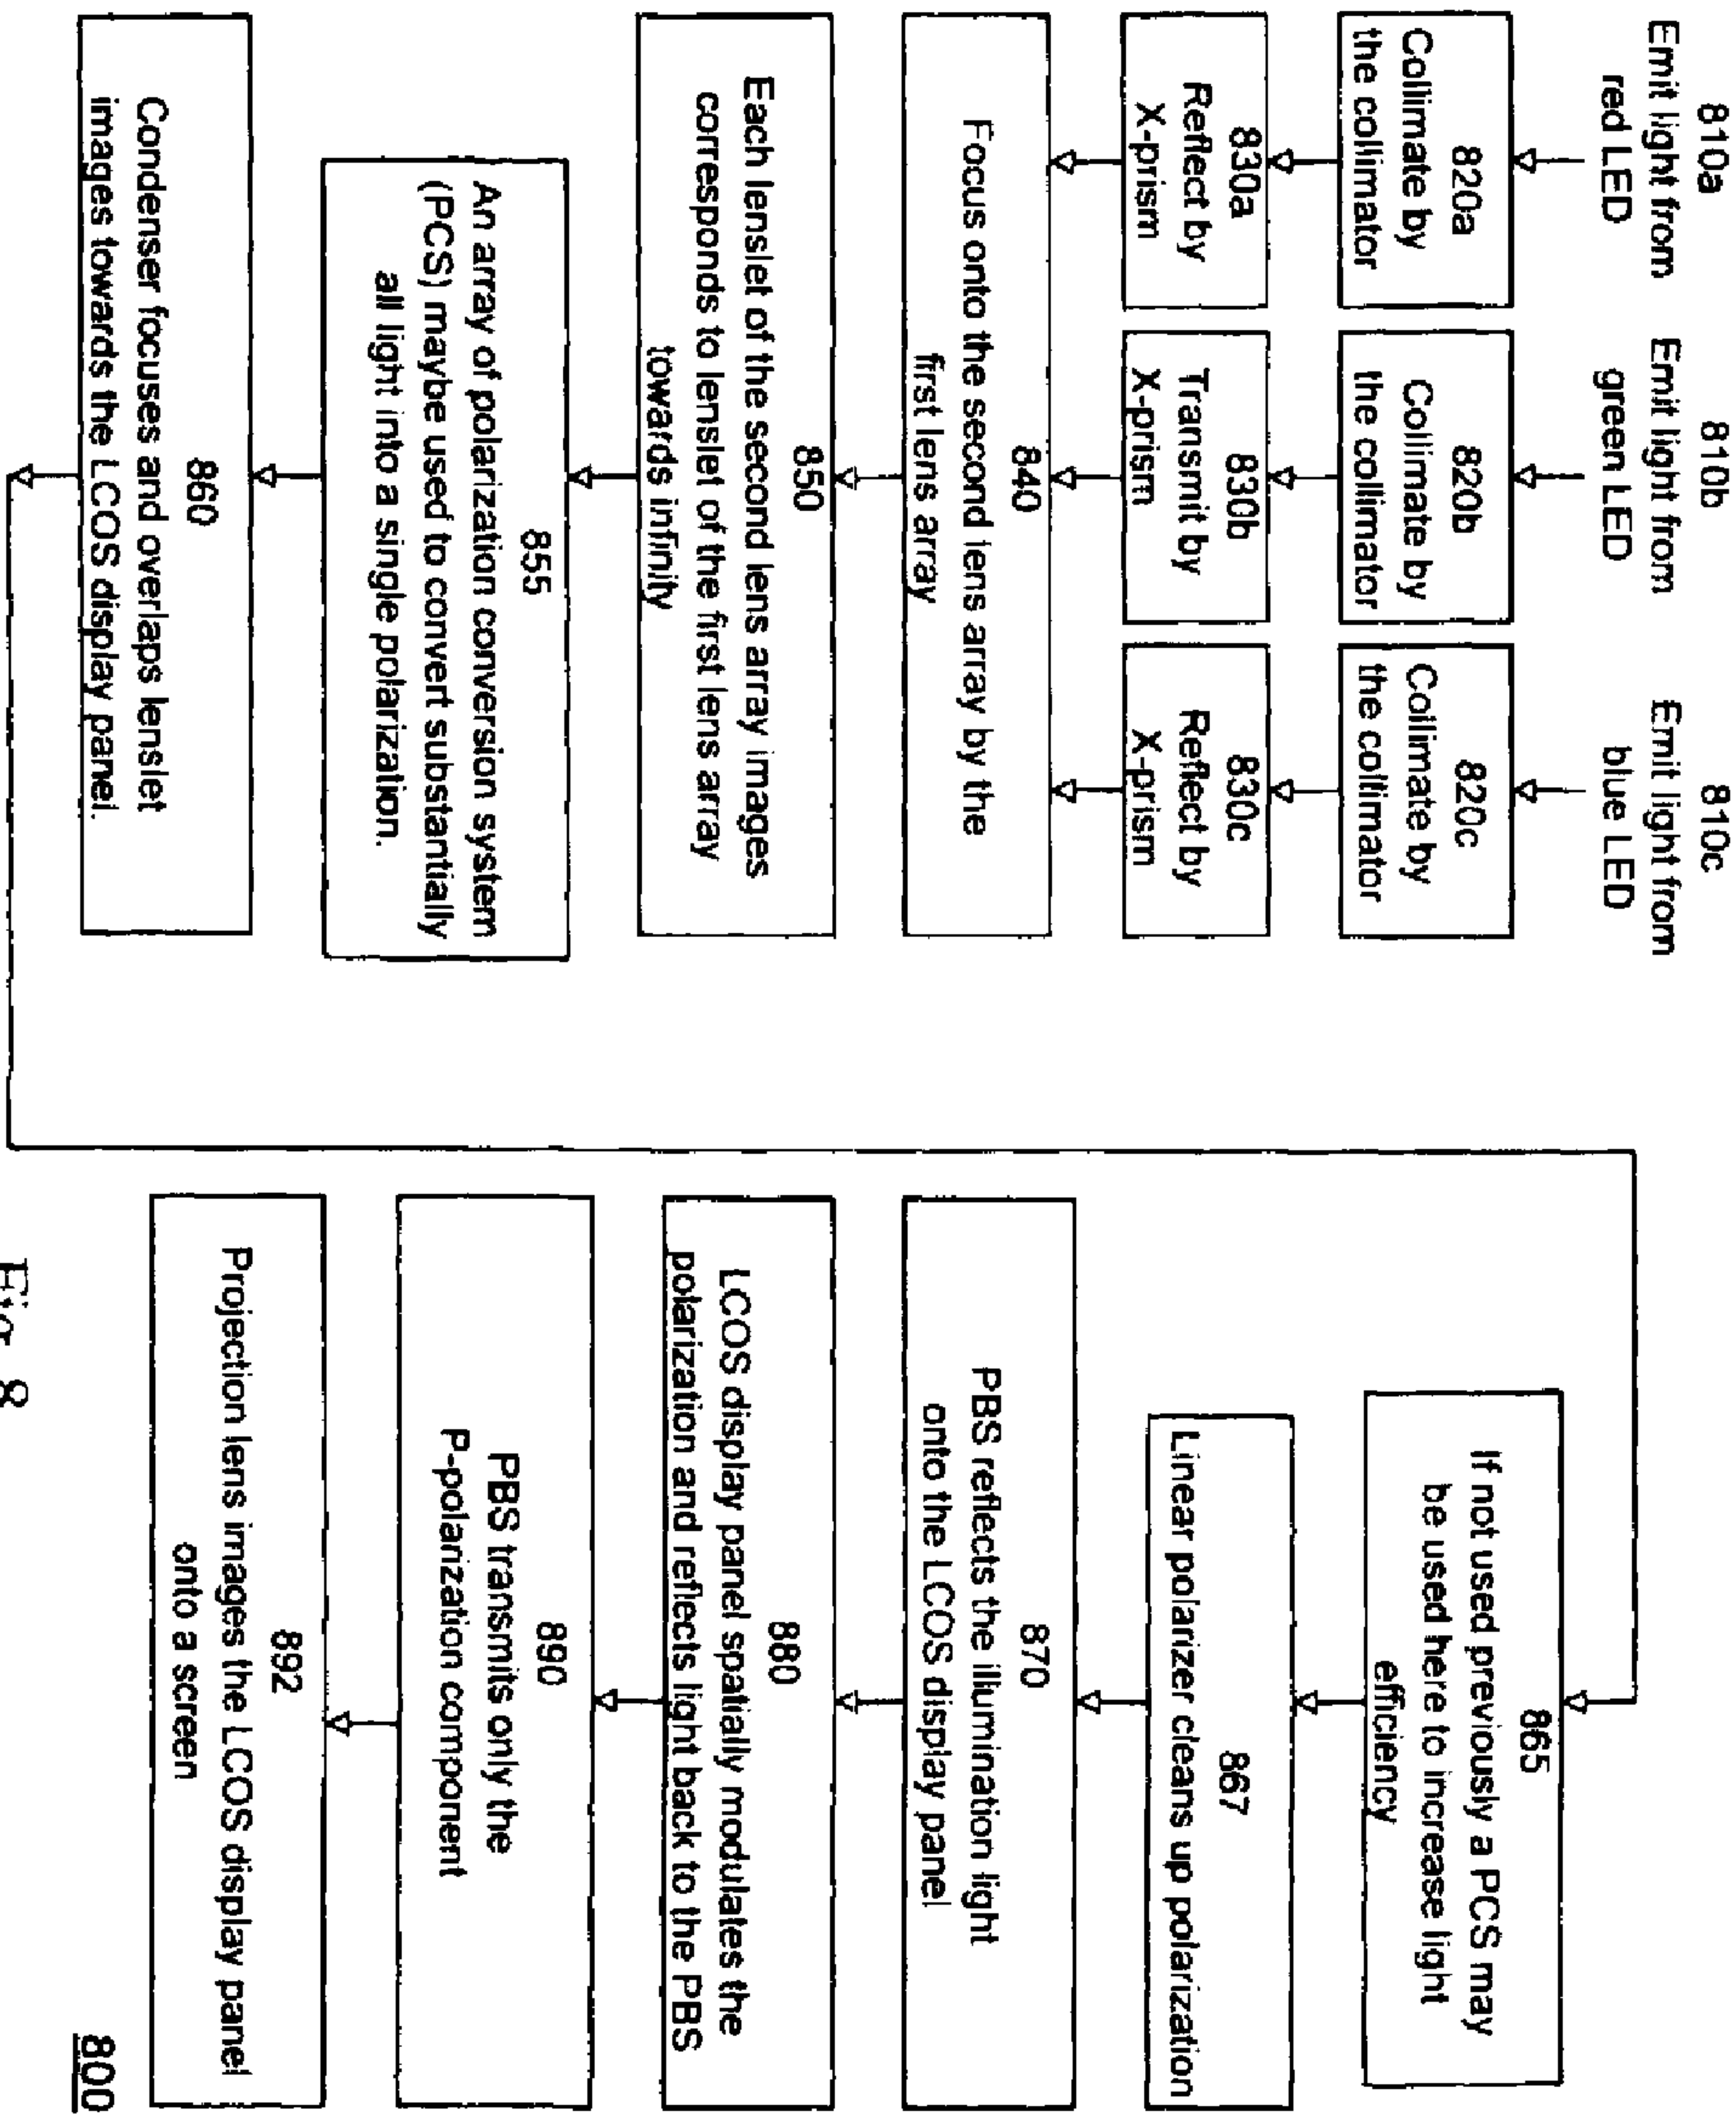 810a
Emit light from
red LED
810b
Emit light from
green LED
810c
Emit light from
blue LED
820a
Collimate by
the collimator
820b
Collimate by
the collimator
820c
Collimate by
the collimator
830a
Reflect by
X-prism
830b
Transmit by
X-prism
830c
Reflect by
X-prism
840
Focus onto the second lens array by the
first lens array
850
Each lenslet of the second lens array images
corresponds to lenslet of the first lens array
towards infinity
855
An array of polarization conversion system
(PCS) maybe used to convert substantially
all light into a single polarization.
860
Condenser focuses and overlaps lenslet
images towards the LCOS display panel.
865
If not used previously a PCS may
be used here to increase light
efficiency
867
Linear polarizer cleans up polarization
870
PBS reflects the illumination light
onto the LCOS display panel
880
LCOS display panel spatially modulates the
polarization and reflects light back to the PBS
890
PBS transmits only the
P-polarization component
892
Projection lens images the LCOS display panel
onto a screen
800
Fig. 8